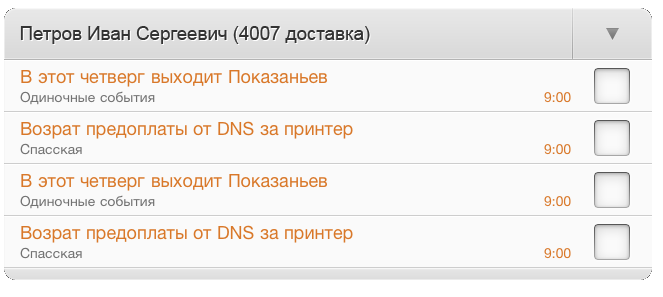 Петров Иван Сергеевич (4007 доставка)
В этот четверг выходит Показаньев
Одиночные события 9:00
Возрат предоплаты от DNS за принтер
Спасская 9:00
В этот четверг выходит Показаньев
Одиночные события 9:00
Возрат предоплаты от DNS за принтер
Спасская 9:00